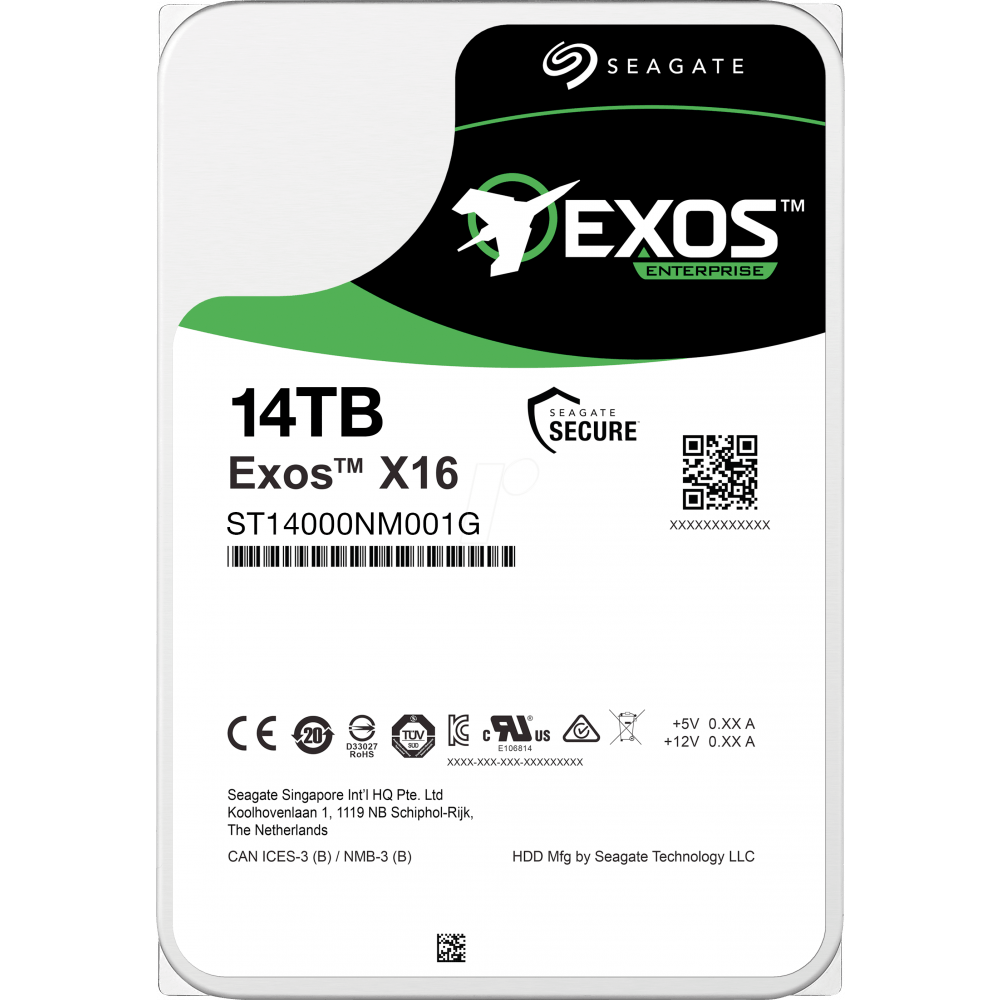 SEAGATE
EXOS™
ENTERPRISE
14TB
Exos™ X16
ST14000NM001G
SEAGATE
SECURE
XXXXXXXXXXXX
CE
20
D33027
RoHS
TÜV
SÜD
c RU® US
E106814
XXXX-XXX-XXX-XXXXXXXXX
+5V 0.XX A
+12V 0.XX A
Seagate Singapore Int'l HQ Pte. Ltd
Koolhovenlaan 1, 1119 NB Schiphol-Rijk,
The Netherlands
CAN ICES-3 (B) / NMB-3 (B)
HDD Mfg by Seagate Technology LLC